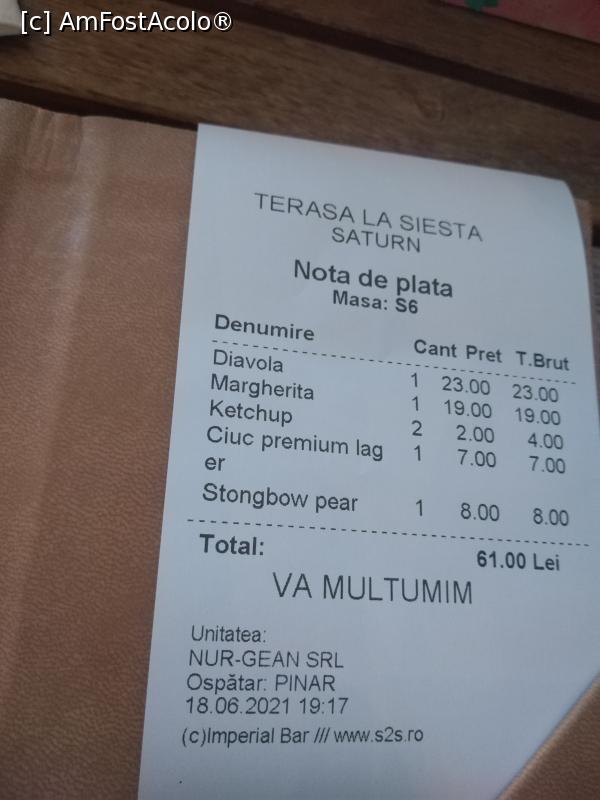 [c] AmFostAcolo®
TERASA LA SIESTA
SATURN
Nota de plata
Masa: S6
Denumire Cant Pret T.Brut
Diavola 1 23.00 23.00
Margherita 1 19.00 19.00
Ketchup 2 2.00 4.00
Ciuc premium lag 1 7.00 7.00
er
Stongbow pear 1 8.00 8.00
Total: 61.00 Lei
VA MULTUMIM
Unitatea:
NUR-GEAN SRL
Ospătar: PINAR
18.06.2021 19:17
(c)Imperial Bar /// www.s2s.ro